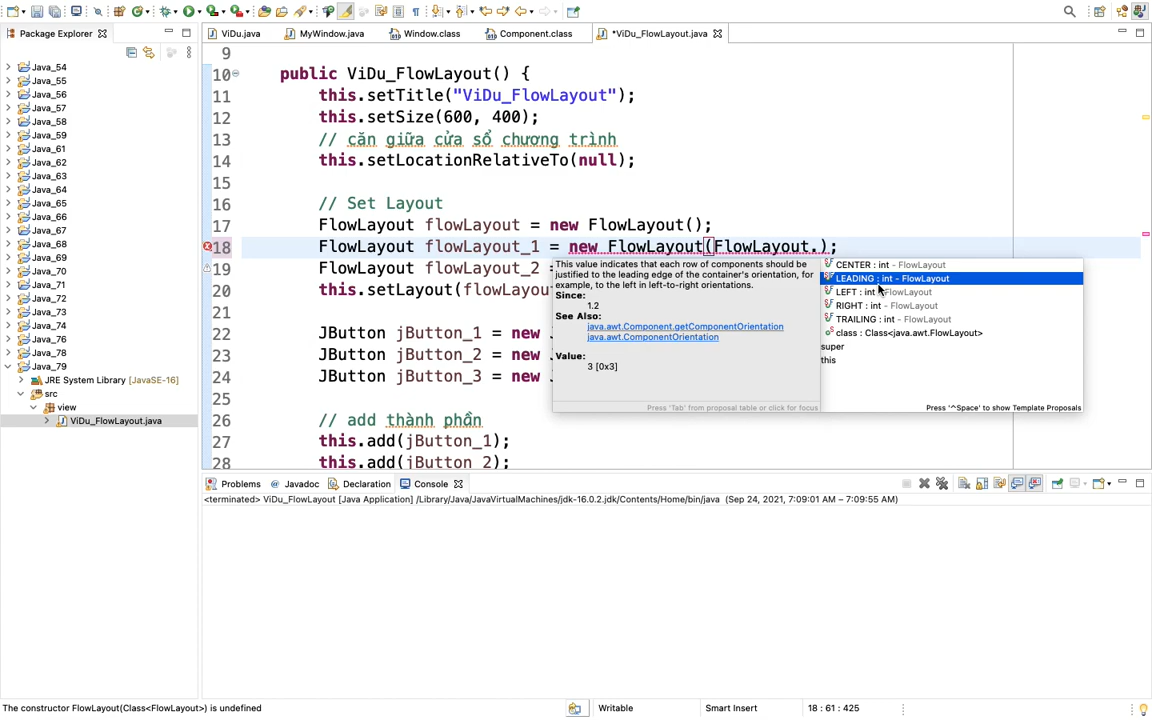 ViDu.java
MyWindow.java
Window.class
Component.class
*ViDu_FlowLayout.java
Package Explorer
Java_54
Java_55
Java_56
Java_57
Java_58
Java_59
Java_61
Java_62
Java_63
Java_64
Java_65
Java_66
Java_67
Java_68
Java_69
Java_70
Java_71
Java_72
Java_73
Java_74
Java_76
Java_78
Java_79
JRE System Library [JavaSE-16]
src
view
ViDu_FlowLayout.java
9
10 public ViDu_FlowLayout() {
11 this.setTitle("ViDu_FlowLayout");
12 this.setSize(600, 400);
13 // căn giữa cửa sổ chương trình
14 this.setLocationRelativeTo(null);
15
16 // Set Layout
17 FlowLayout flowLayout = new FlowLayout();
18 FlowLayout flowLayout_1 = new FlowLayout(FlowLayout.);
19 FlowLayout flowLayout_2 =
20 this.setLayout(flowLayou
21
22 JButton jButton_1 = new
23 JButton jButton_2 = new
24 JButton jButton_3 = new
25
26 // add thành phần
27 this.add(jButton_1);
28 this.add(jButton_2);
This value indicates that each row of components should be
justified to the leading edge of the container's orientation, for
example, to the left in left-to-right orientations.
Since:
1.2
See Also:
java.awt.Component.getComponentOrientation
java.awt.ComponentOrientation
Value:
3 [0x3]
Press 'Tab' from proposal table or click for focus
CENTER : int - FlowLayout
LEADING : int - FlowLayout
LEFT : int - FlowLayout
RIGHT : int - FlowLayout
TRAILING : int - FlowLayout
class : Class<java.awt.FlowLayout>
super
this
Press '^Space' to show Template Proposals
Problems
Javadoc
Declaration
Console
<terminated> ViDu_FlowLayout [Java Application] /Library/Java/JavaVirtualMachines/jdk-16.0.2.jdk/Contents/Home/bin/java (Sep 24, 2021, 7:09:01 AM – 7:09:55 AM)
The constructor FlowLayout(Class<FlowLayout>) is undefined
Writable
Smart Insert
18 : 61 : 425